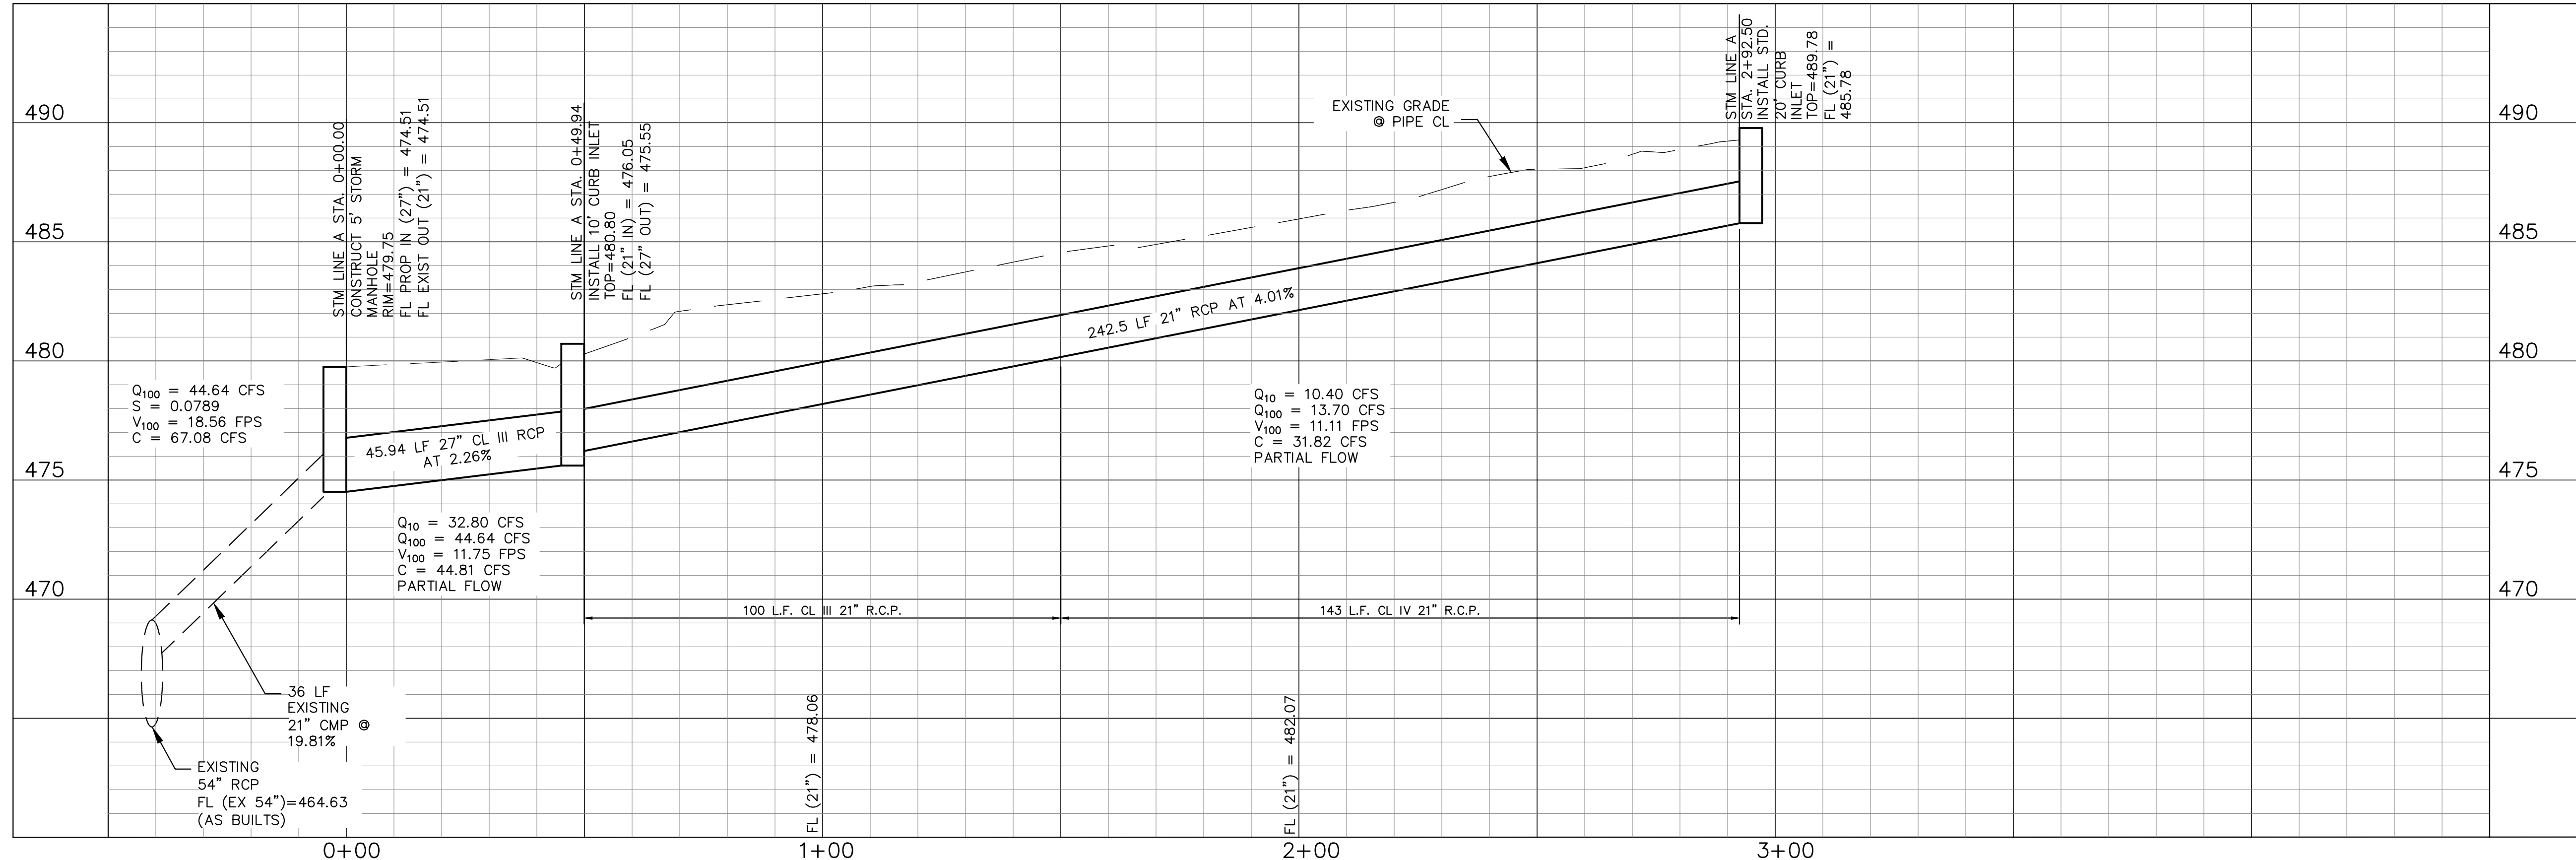 490
485
480
475
470
STM LINE A STA. 0+00.00
CONSTRUCT 5' STORM
MANHOLE
RIM=479.75
FL PROP IN (27") = 474.51
FL EXIST OUT (21") = 474.51
STM LINE A STA. 0+49.94
INSTALL 10' CURB INLET
TOP=480.80
FL (21" IN) = 476.05
FL (27" OUT) = 475.55
EXISTING GRADE
@ PIPE CL
STM LINE A
STA. 2+92.50
INSTALL STD.
20' CURB
INLET
TOP=489.78
FL (21") =
485.78
490
485
480
475
470
Q100 = 44.64 CFS
S = 0.0789
V100 = 18.56 FPS
C = 67.08 CFS
45.94 LF 27" CL III RCP
AT 2.26%
242.5 LF 21" RCP AT 4.01%
Q10 = 10.40 CFS
Q100 = 13.70 CFS
V100 = 11.11 FPS
C = 31.82 CFS
PARTIAL FLOW
Q10 = 32.80 CFS
Q100 = 44.64 CFS
V100 = 11.75 FPS
C = 44.81 CFS
PARTIAL FLOW
100 L.F. CL III 21" R.C.P.
143 L.F. CL IV 21" R.C.P.
36 LF
EXISTING
21" CMP @
19.81%
EXISTING
54" RCP
FL (EX 54")=464.63
(AS BUILTS)
FL (21") = 478.06
FL (21") = 482.07
0+00
1+00
2+00
3+00